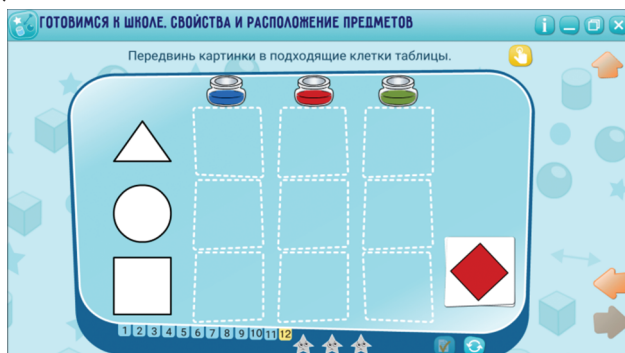 ГОТОВИМСЯ К ШКОЛЕ. СВОЙСТВА И РАСПОЛОЖЕНИЕ ПРЕДМЕТОВ
i
Передвинь картинки в подходящие клетки таблицы.
1 2 3 4 5 6 7 8 9 10 11 12